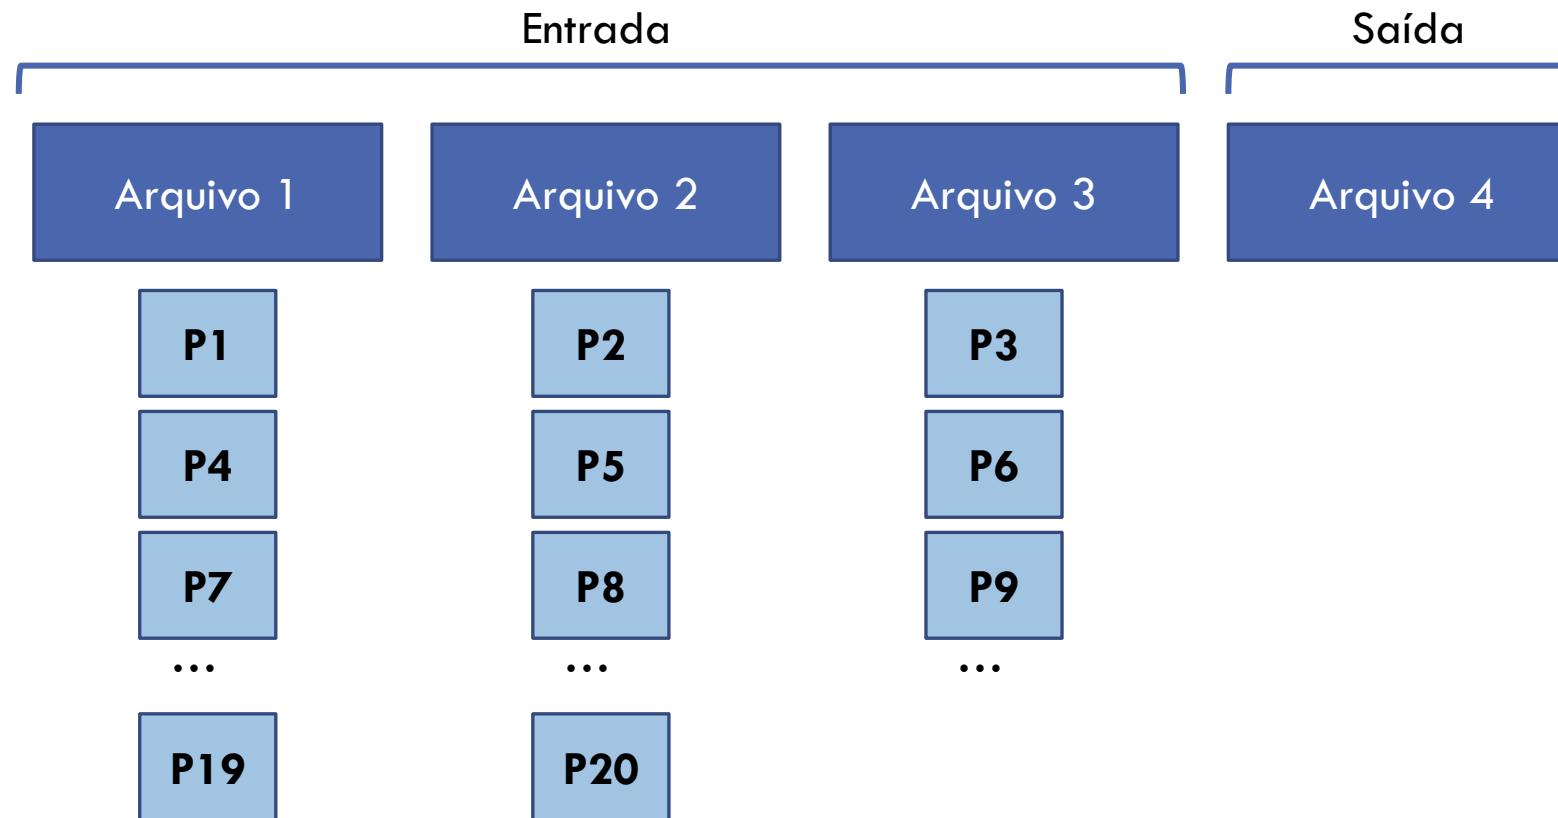 Entrada Saída
Arquivo 1 Arquivo 2 Arquivo 3 Arquivo 4
P1 P2 P3
P4 P5 P6
P7 P8 P9
... ... ...
P19 P20